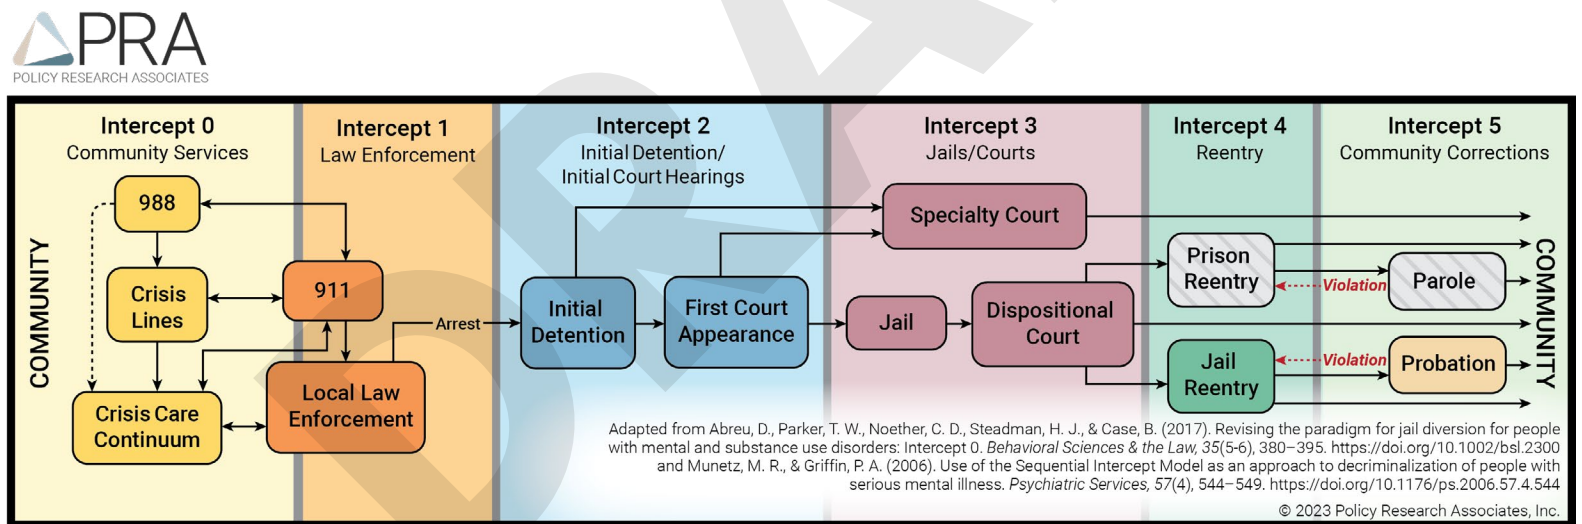 PRA
POLICY RESEARCH ASSOCIATES
Intercept 0
Community Services
Intercept 1
Law Enforcement
Intercept 2
Initial Detention/
Initial Court Hearings
Intercept 3
Jails/Courts
Intercept 4
Reentry
Intercept 5
Community Corrections
COMMUNITY
988
Crisis
Lines
Crisis Care
Continuum
911
Local Law
Enforcement
Arrest
Initial
Detention
First Court
Appearance
Specialty Court
Jail
Dispositional
Court
Prison
Reentry
Violation
Parole
Jail
Reentry
Violation
Probation
COMMUNITY
Adapted from Abreu, D., Parker, T. W., Noether, C. D., Steadman, H. J., & Case, B. (2017). Revising the paradigm for jail diversion for people
with mental and substance use disorders: Intercept 0. Behavioral Sciences & the Law, 35(5-6), 380–395. https://doi.org/10.1002/bsl.2300
and Munetz, M. R., & Griffin, P. A. (2006). Use of the Sequential Intercept Model as an approach to decriminalization of people with
serious mental illness. Psychiatric Services, 57(4), 544–549. https://doi.org/10.1176/ps.2006.57.4.544
© 2023 Policy Research Associates, Inc.
DRA